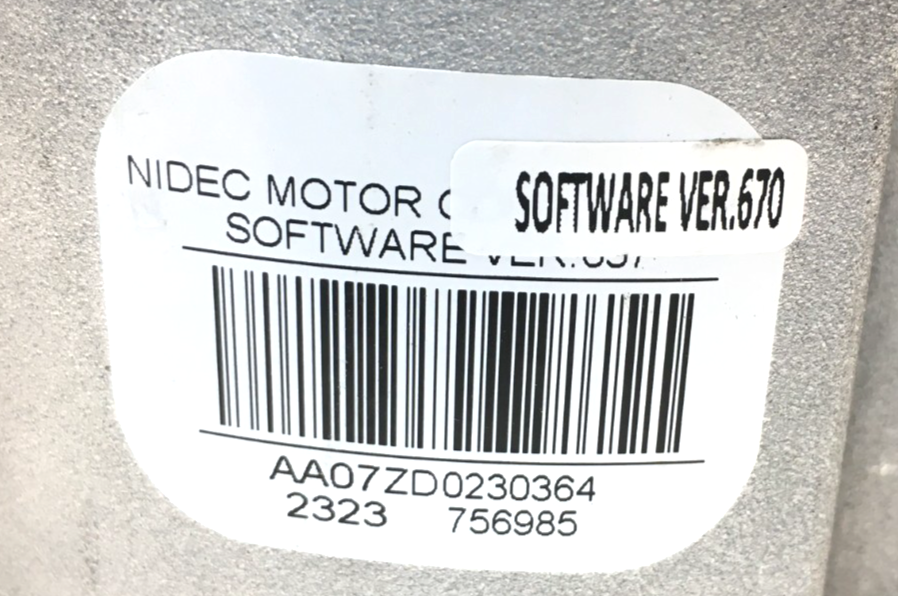 NIDEC MOTOR
SOFTWARE VER.670
SOFTWARE
AA07ZD0230364
2323 756985